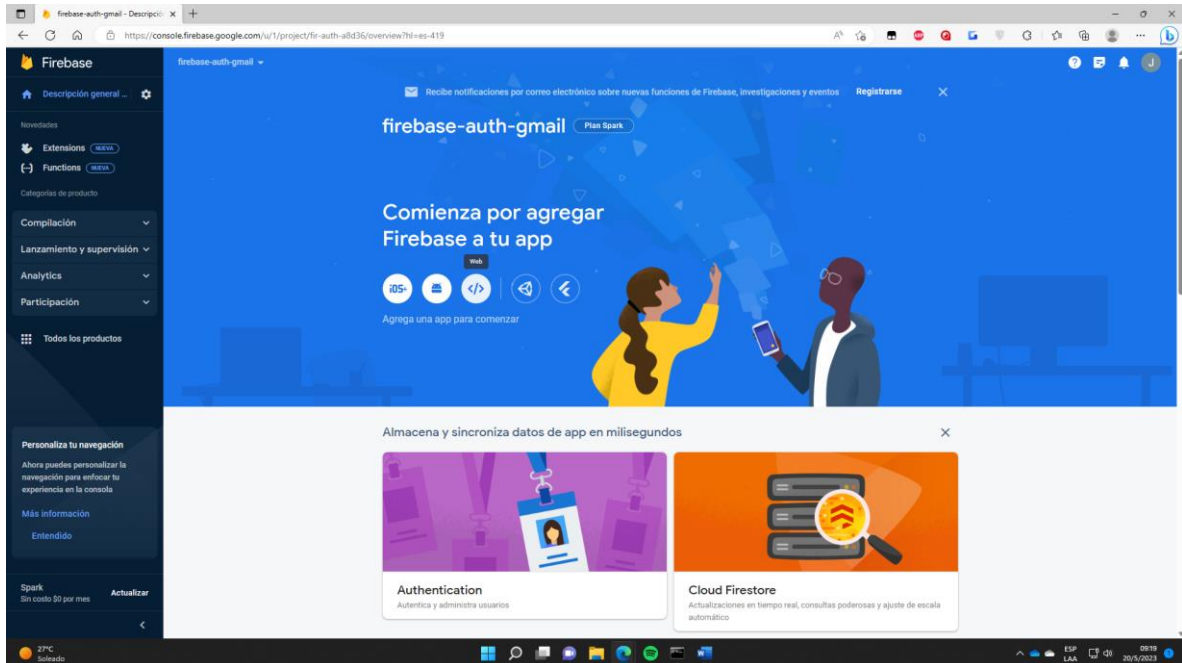 firebase-auth-gmail - Descripció
https://console.firebase.google.com/u/1/project/fir-auth-a8d36/overview?hl=es-419
Firebase
firebase-auth-gmail
J
Descripción general ...
Recibe notificaciones por correo electrónico sobre nuevas funciones de Firebase, investigaciones y eventos Registrarse
Novedades
Extensions NUEVA
Functions NUEVA
Categorías de producto
Compilación
Lanzamiento y supervisión
Analytics
Participación
Todos los productos
firebase-auth-gmail Plan Spark
Comienza por agregar
Firebase a tu app
Web
iOS+
</>
Agrega una app para comenzar
Almacena y sincroniza datos de app en milisegundos
Authentication
Autentica y administra usuarios
Cloud Firestore
Actualizaciones en tiempo real, consultas poderosas y ajuste de escala
automático
Personaliza tu navegación
Ahora puedes personalizar la
navegación para enfocar tu
experiencia en la consola
Más información
Entendido
Spark
Sin costo $0 por mes
Actualizar
27°C
Soleado
ESP
LAA
09:19
20/5/2023